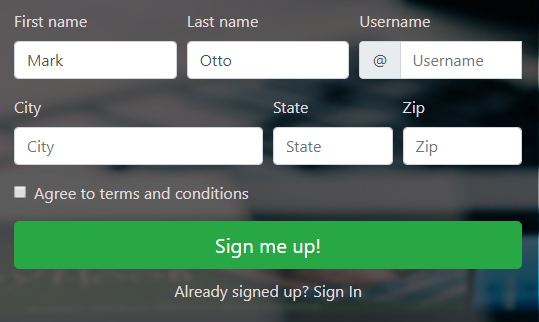 First name Last name Username
Mark Otto @ Username
City State Zip
City State Zip
Agree to terms and conditions
Sign me up!
Already signed up? Sign In